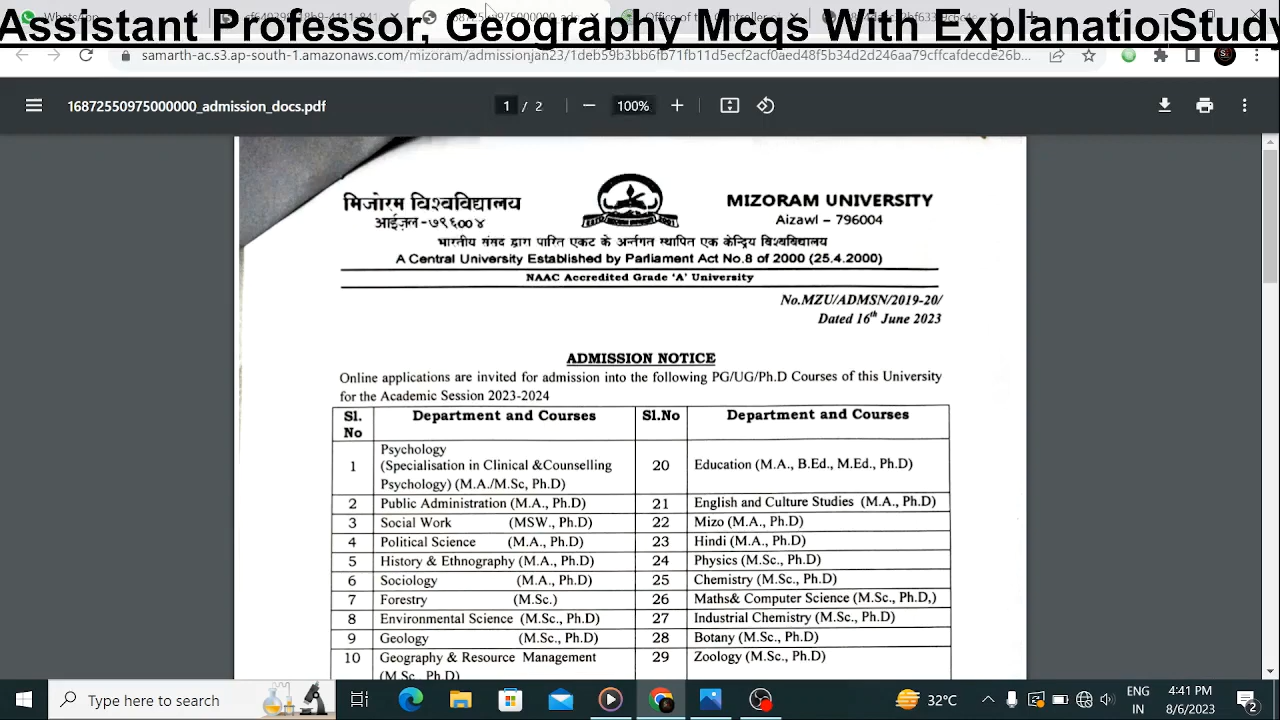 Assistant Professor, Geography Mcqs With Explanatio Study
WhatsApp
Office of the Controller
samarth-ac.s3.ap-south-1.amazonaws.com/mizoram/admissionjan23/1deb59b3bb6fb71fb11d5ecf2acf0aed48f5b34d2d246aa79cffcafdecde26b...
16872550975000000_admission_docs.pdf
1 / 2
100%
मिजोरम विश्वविद्यालय
MIZORAM UNIVERSITY
आईज़ल-७९६००४
Aizawl – 796004
भारतीय संसद द्वारा पारित एक्ट के अर्न्तगत स्थापित एक केन्द्रिय विश्वविद्यालय
A Central University Established by Parliament Act No.8 of 2000 (25.4.2000)
NAAC Accredited Grade 'A' University
No.MZU/ADMSN/2019-20/
Dated 16th June 2023
ADMISSION NOTICE
Online applications are invited for admission into the following PG/UG/Ph.D Courses of this University
for the Academic Session 2023-2024
Sl. No Department and Courses Sl.No Department and Courses
1 Psychology (Specialisation in Clinical &Counselling Psychology) (M.A./M.Sc, Ph.D) 20 Education (M.A., B.Ed., M.Ed., Ph.D)
2 Public Administration (M.A., Ph.D) 21 English and Culture Studies (M.A., Ph.D)
3 Social Work (MSW., Ph.D) 22 Mizo (M.A., Ph.D)
4 Political Science (M.A., Ph.D) 23 Hindi (M.A., Ph.D)
5 History & Ethnography (M.A., Ph.D) 24 Physics (M.Sc., Ph.D)
6 Sociology (M.A., Ph.D) 25 Chemistry (M.Sc., Ph.D)
7 Forestry (M.Sc.) 26 Maths& Computer Science (M.Sc., Ph.D,)
8 Environmental Science (M.Sc., Ph.D) 27 Industrial Chemistry (M.Sc., Ph.D)
9 Geology (M.Sc., Ph.D) 28 Botany (M.Sc., Ph.D)
10 Geography & Resource Management (M.Sc., Ph.D) 29 Zoology (M.Sc., Ph.D)
Type here to search
32°C
ENG
IN
4:41 PM
8/6/2023
2